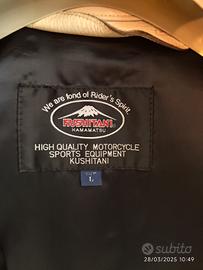 We are fond of Rider's Spirit.
KUSHITANI
HAMAMATSU
HIGH QUALITY MOTORCYCLE
SPORTS EQUIPMENT
KUSHITANI
L
subito
28/03/2025 10:49